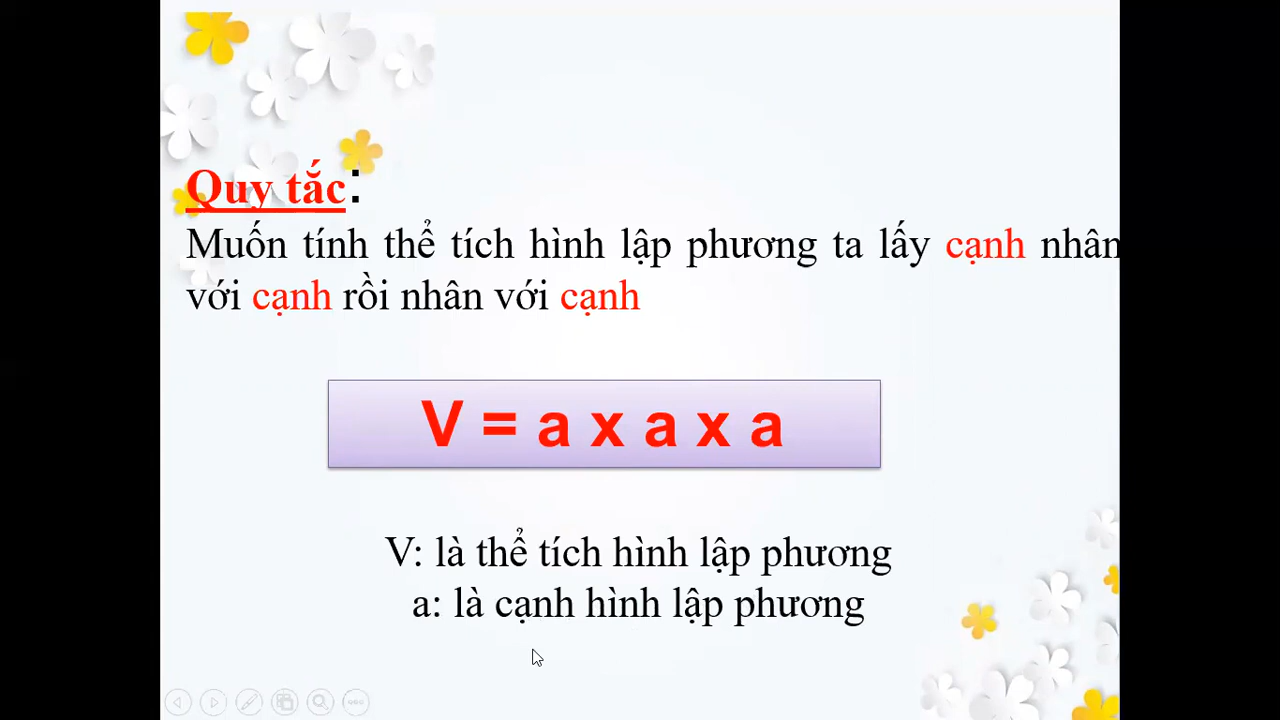 Quy tắc:
Muốn tính thể tích hình lập phương ta lấy cạnh nhân
với cạnh rồi nhân với cạnh
V = a x a x a
V: là thể tích hình lập phương
a: là cạnh hình lập phương